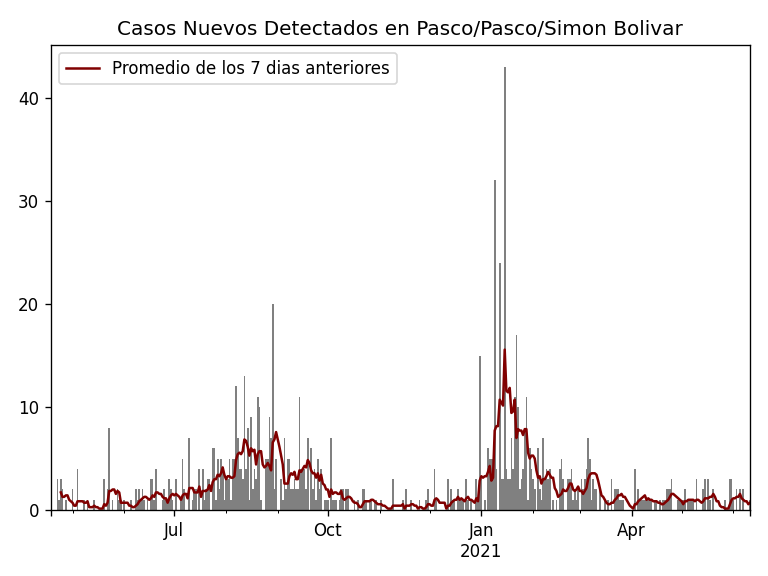 Casos Nuevos Detectados en Pasco/Pasco/Simon Bolivar
Promedio de los 7 dias anteriores
40
30
20
10
0
Jul
Oct
Jan
2021
Apr